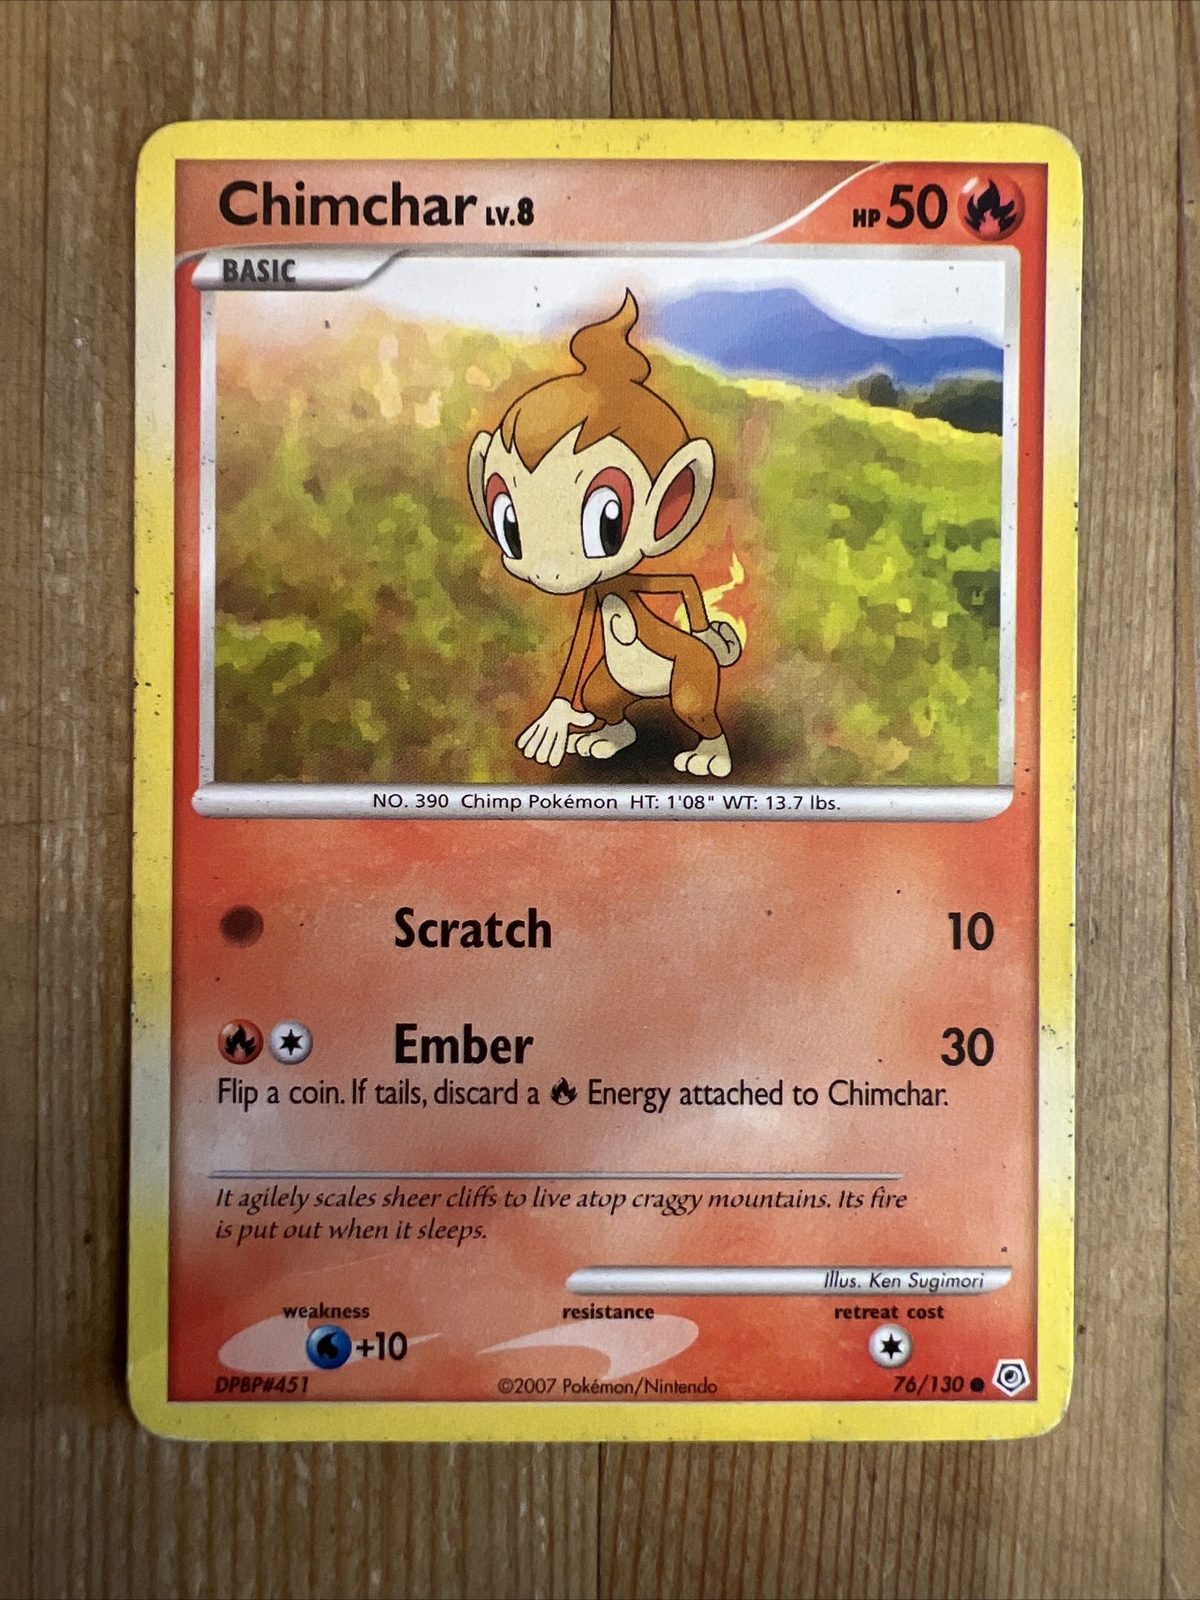 Chimchar LV.8 HP 50
BASIC
NO. 390 Chimp Pokémon HT: 1'08" WT: 13.7 lbs.
Scratch 10
Ember 30
Flip a coin. If tails, discard a Energy attached to Chimchar.
It agilely scales sheer cliffs to live atop craggy mountains. Its fire
is put out when it sleeps.
Illus. Ken Sugimori
weakness resistance retreat cost
+10
DPBP#451 ©2007 Pokémon/Nintendo 76/130